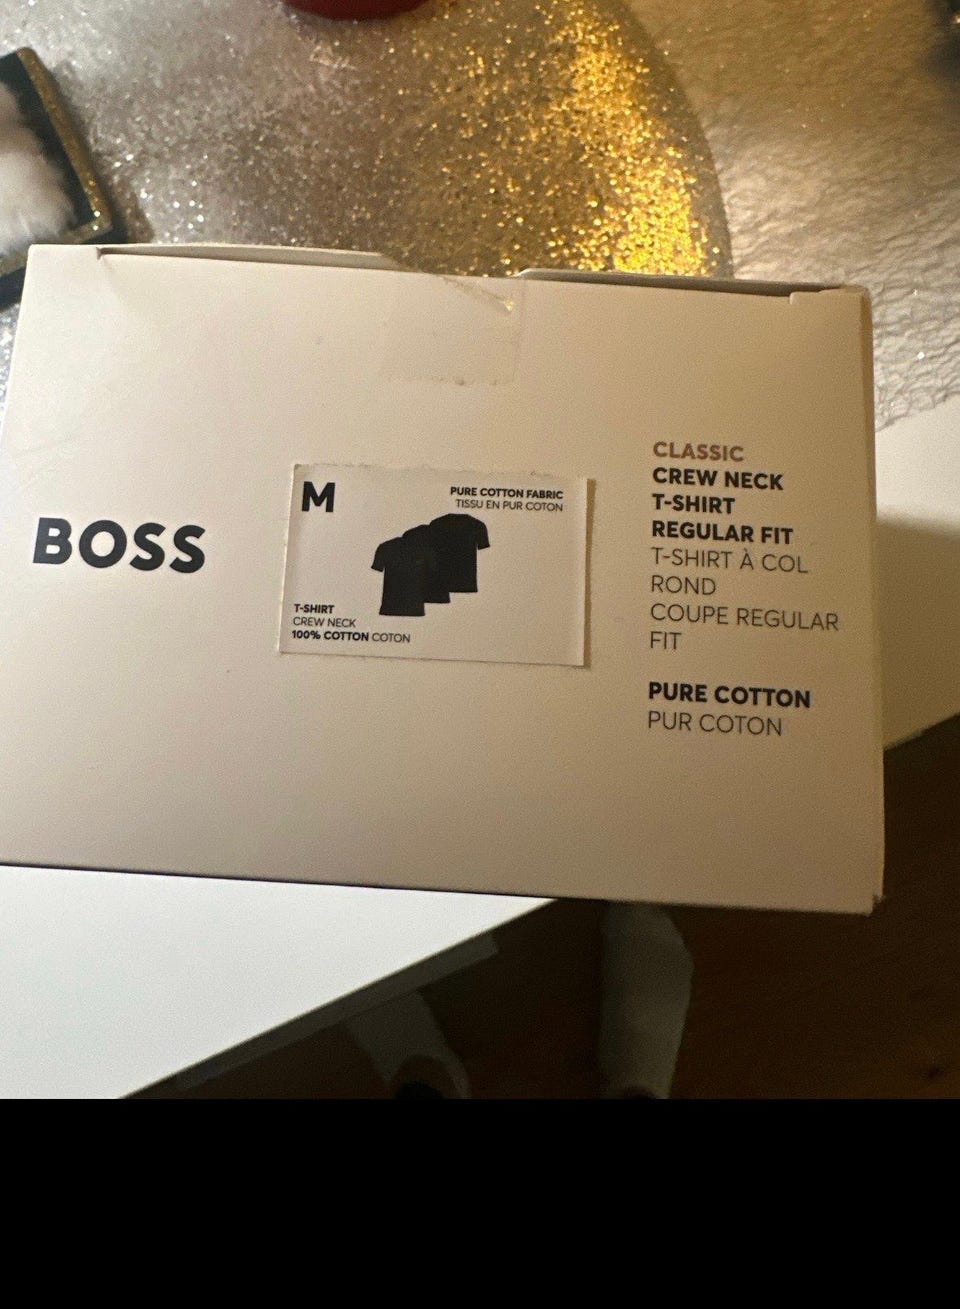 BOSS
M
PURE COTTON FABRIC
TISSU EN PUR COTON
T-SHIRT
CREW NECK
100% COTTON COTON
CLASSIC
CREW NECK
T-SHIRT
REGULAR FIT
T-SHIRT À COL
ROND
COUPE REGULAR
FIT
PURE COTTON
PUR COTON